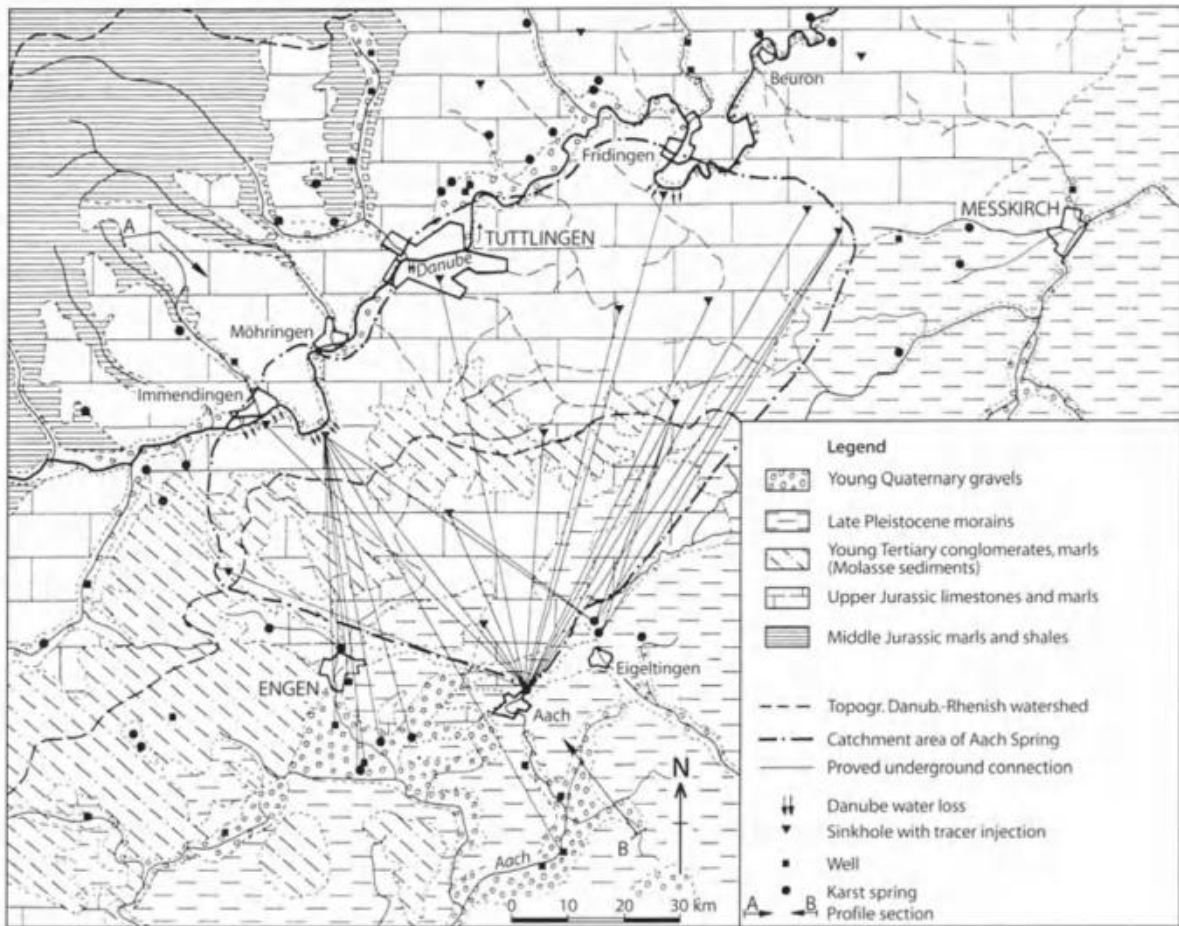 Beuron
Fridingen
MESSKIRCH
A
TUTTLINGEN
Danube
Möhringen
Immendingen
ENGEN
Eigeltingen
Aach
N
B
Aach
0 10 20 30 km
Legend
Young Quaternary gravels
Late Pleistocene morains
Young Tertiary conglomerates, marls
(Molasse sediments)
Upper Jurassic limestones and marls
Middle Jurassic marls and shales
Topogr. Danub.-Rhenish watershed
Catchment area of Aach Spring
Proved underground connection
Danube water loss
Sinkhole with tracer injection
Well
Karst spring
A B Profile section